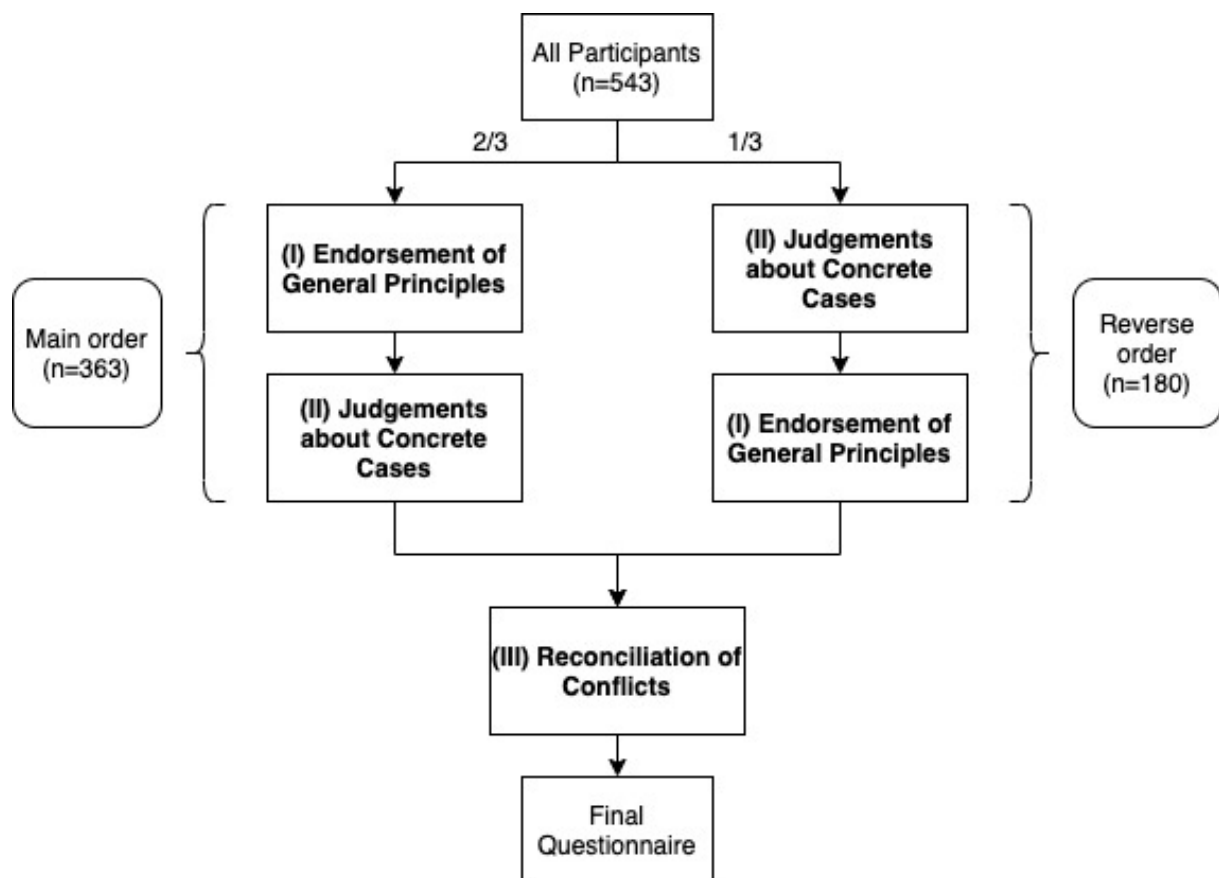 All Participants
(n=543)
2/3
1/3
(I) Endorsement of
General Principles
(II) Judgements
about Concrete
Cases
Main order
(n=363)
Reverse
order
(n=180)
(II) Judgements
about Concrete
Cases
(I) Endorsement of
General Principles
(III) Reconciliation of
Conflicts
Final
Questionnaire